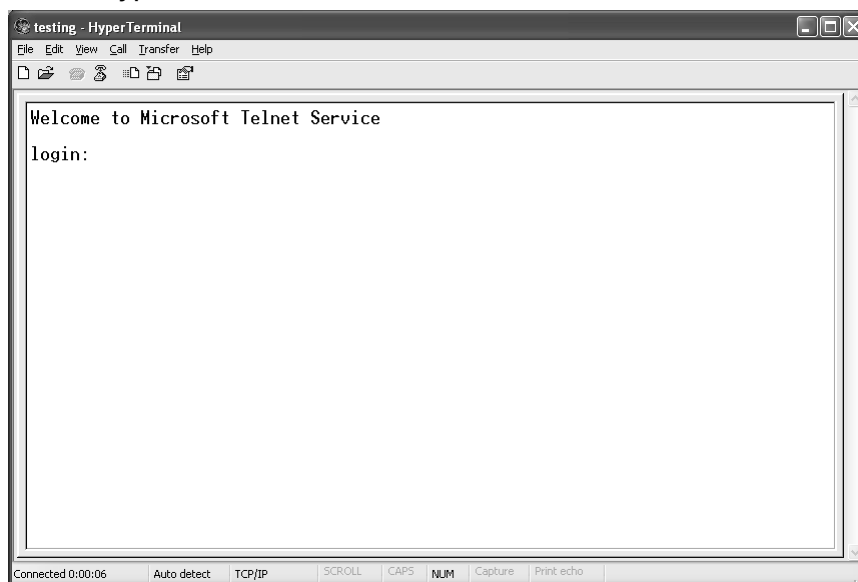 testing - HyperTerminal
File Edit View Call Transfer Help
Welcome to Microsoft Telnet Service
login:
Connected 0:00:06 Auto detect TCP/IP SCROLL CAPS NUM Capture Print echo